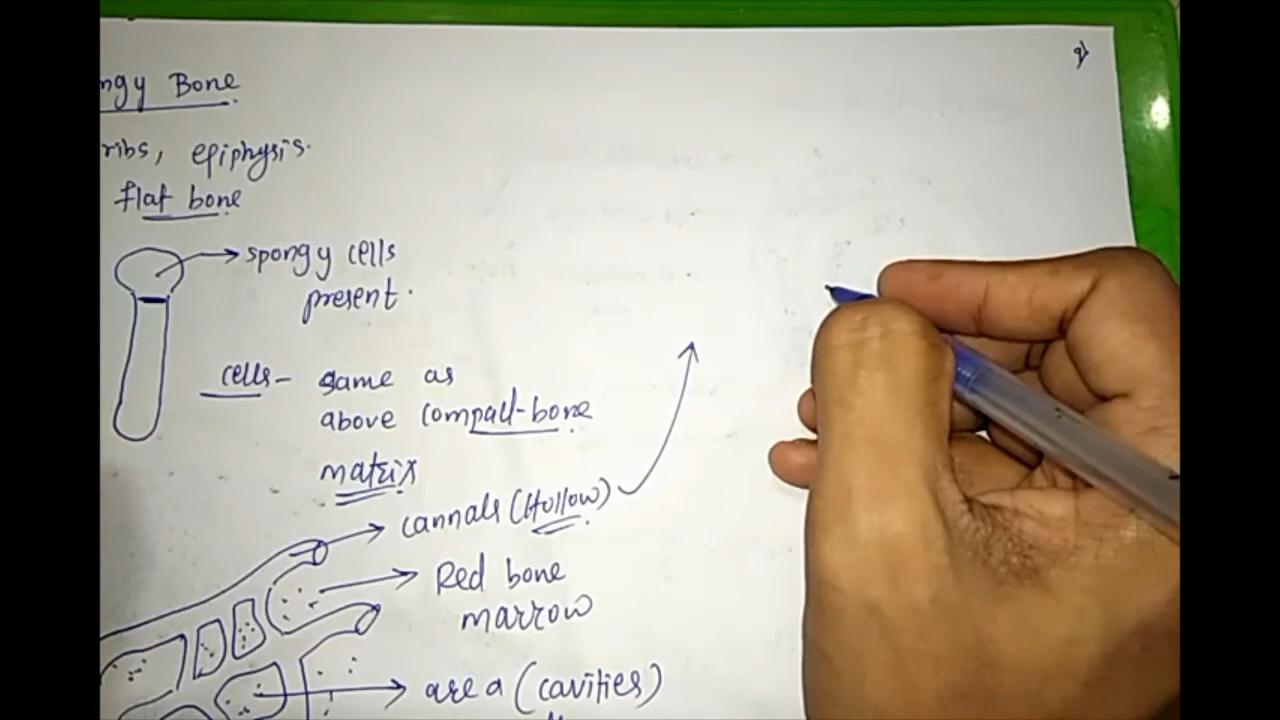 ngy Bone
ribs, epiphysis.
flat bone
spongy cells
present.
cells - same as
above compact-bone
matrix
cannals (Hollow)
Red bone
marrow
area (cavities)